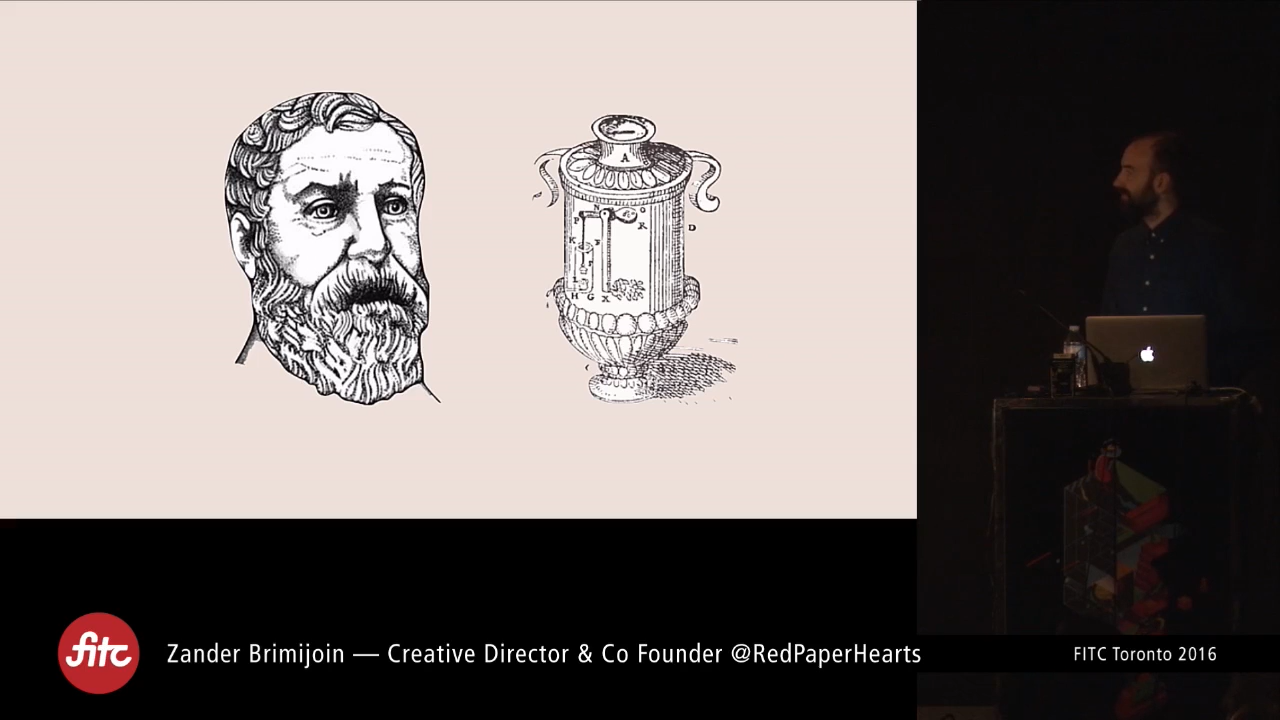 A
N
O
P
R
D
K
F
H G X
fitc
Zander Brimijoin — Creative Director & Co Founder @RedPaperHearts
FITC Toronto 2016